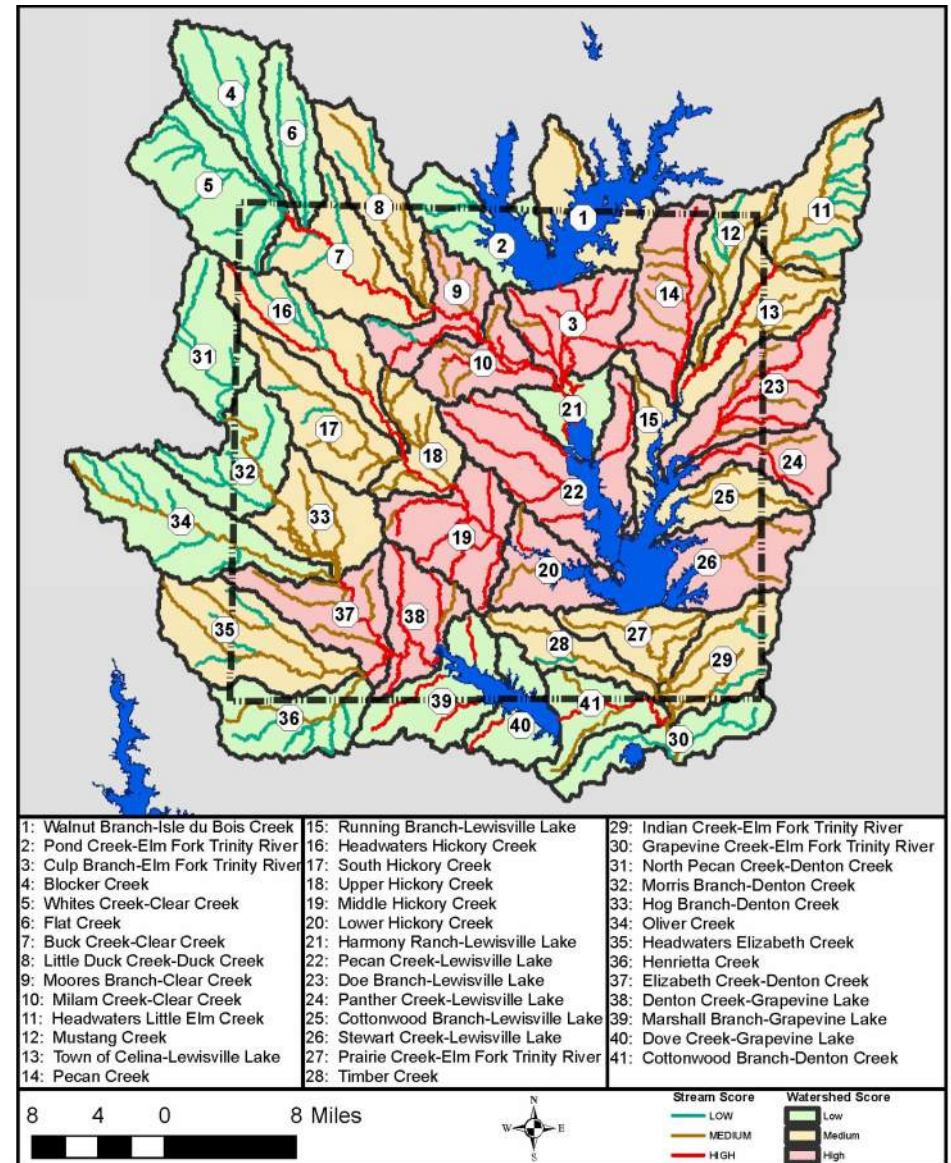 4
6
5
8
1
11
2
12
7
9
14
13
16
3
31
10
23
21
15
17
18
24
32
22
25
33
34
19
20
26
37
38
35
27
28
29
39
41
36
40
30
1: Walnut Branch-Isle du Bois Creek
2: Pond Creek-Elm Fork Trinity River
3: Culp Branch-Elm Fork Trinity River
4: Blocker Creek
5: Whites Creek-Clear Creek
6: Flat Creek
7: Buck Creek-Clear Creek
8: Little Duck Creek-Duck Creek
9: Moores Branch-Clear Creek
10: Milam Creek-Clear Creek
11: Headwaters Little Elm Creek
12: Mustang Creek
13: Town of Celina-Lewisville Lake
14: Pecan Creek
15: Running Branch-Lewisville Lake
16: Headwaters Hickory Creek
17: South Hickory Creek
18: Upper Hickory Creek
19: Middle Hickory Creek
20: Lower Hickory Creek
21: Harmony Ranch-Lewisville Lake
22: Pecan Creek-Lewisville Lake
23: Doe Branch-Lewisville Lake
24: Panther Creek-Lewisville Lake
25: Cottonwood Branch-Lewisville Lake
26: Stewart Creek-Lewisville Lake
27: Prairie Creek-Elm Fork Trinity River
28: Timber Creek
29: Indian Creek-Elm Fork Trinity River
30: Grapevine Creek-Elm Fork Trinity River
31: North Pecan Creek-Denton Creek
32: Morris Branch-Denton Creek
33: Hog Branch-Denton Creek
34: Oliver Creek
35: Headwaters Elizabeth Creek
36: Henrietta Creek
37: Elizabeth Creek-Denton Creek
38: Denton Creek-Grapevine Lake
39: Marshall Branch-Grapevine Lake
40: Dove Creek-Grapevine Lake
41: Cottonwood Branch-Denton Creek
8 4 0 8 Miles
N
W E
S
Stream Score
LOW
MEDIUM
HIGH
Watershed Score
Low
Medium
High